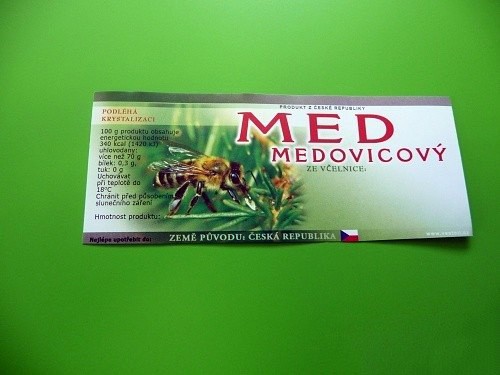 PODLÉHÁ
KRYSTALIZACI
100 g produktu obsahuje
energetickou hodnotu
340 kcal (1420 kJ)
uhlovodany:
více než 70 g
bílek: 0,3 g,
tuk: 0 g
Uchovávat
při teplotě do
18°C
Chránit před působením
slunečního záření
Hmotnost produktu:
Nejlépe upotřebit do:
PRODUKT Z ČESKÉ REPUBLIKY
MED
MEDOVICOVÝ
ZE VČELNICE:
ZEMĚ PŮVODU: ČESKÁ REPUBLIKA